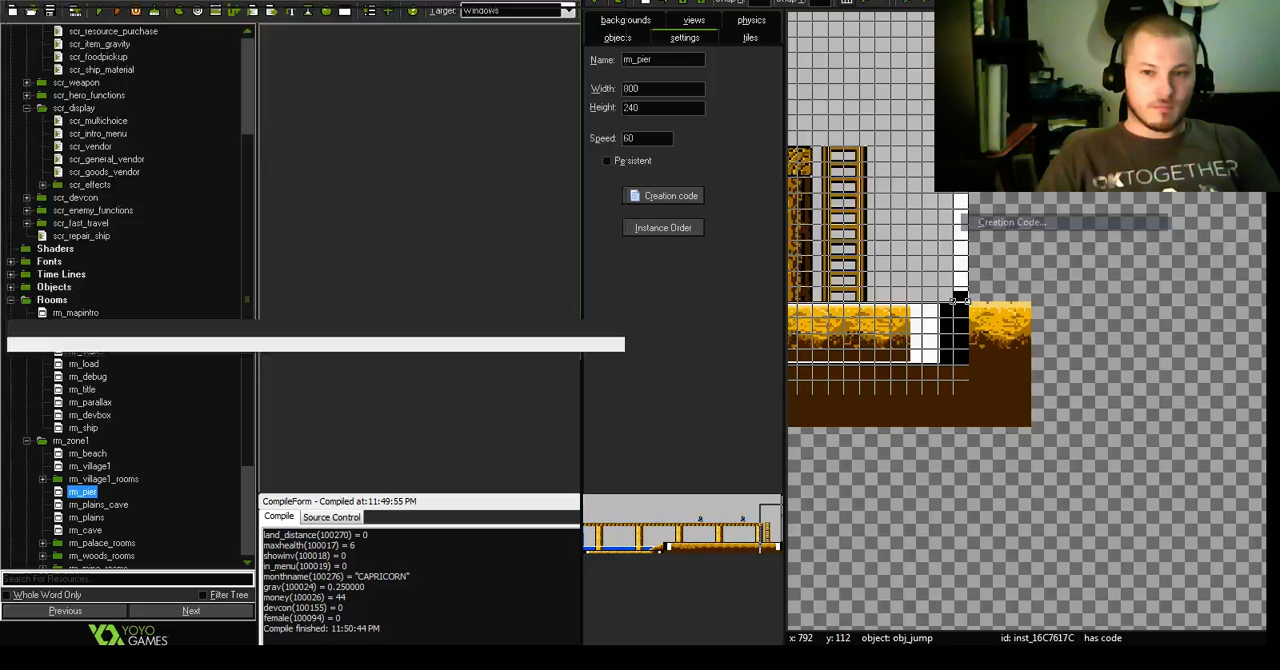 Target: Windows
scr_resource_purchase
scr_item_gravity
scr_foodpickup
scr_ship_material
scr_weapon
scr_hero_functions
scr_display
scr_multichoice
scr_intro_menu
scr_vendor
scr_general_vendor
scr_goods_vendor
scr_effects
scr_devcon
scr_enemy_functions
scr_fast_travel
scr_repair_ship
Shaders
Fonts
Time Lines
Objects
Rooms
rm_mapintro
rm_load
rm_debug
rm_title
rm_parallax
rm_devbox
rm_ship
rm_zone1
rm_beach
rm_village1
rm_village1_rooms
rm_pier
rm_plains_cave
rm_plains
rm_cave
rm_palace_rooms
rm_woods_rooms
Search For Resources..
Whole Word Only
Filter Tree
Previous
Next
YOYO
GAMES
CompileForm - Compiled at:11:49:55 PM
Compile
Source Control
land_distance(100270) = 0
maxhealth(100017) = 6
showinv(100018) = 0
in_menu(100019) = 0
monthname(100276) = "CAPRICORN"
grav(100024) = 0.250000
money(100026) = 44
devcon(100155) = 0
female(100094) = 0
Compile finished: 11:50:44 PM
backgrounds
views
physics
objects
settings
tiles
Name: rm_pier
Width: 800
Height: 240
Speed: 60
Persistent
Creation code
Instance Order
Creation Code...
TOGETHER
x: 792 y: 112 object: obj_jump id: inst_16C7617C has code